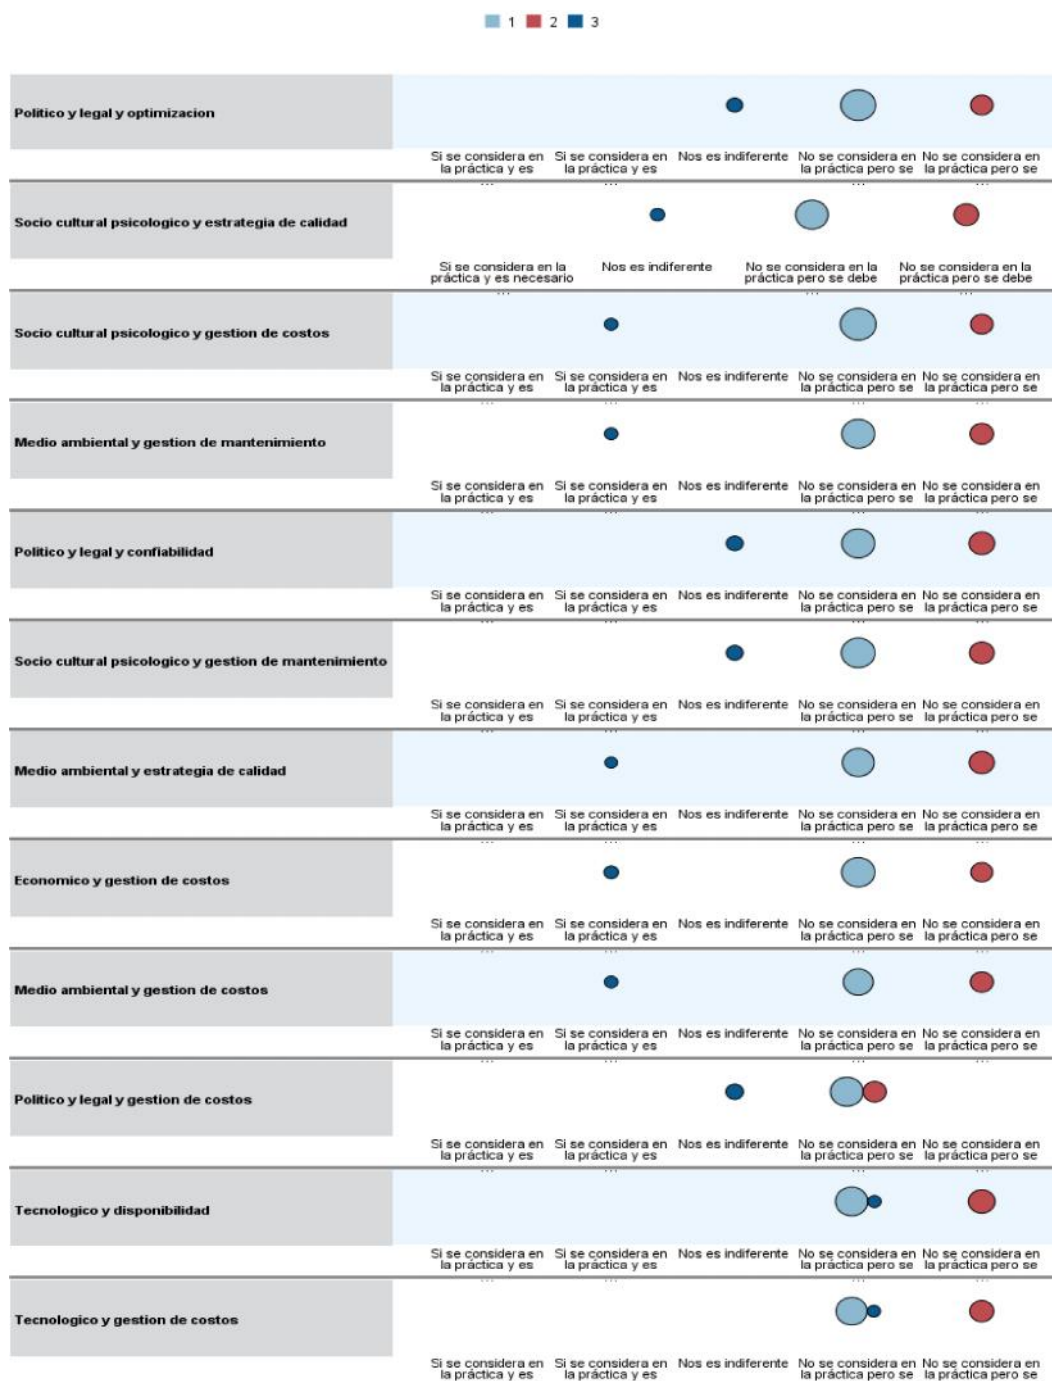 1 2 3
Politico y legal y optimizacion
Si se considera en Si se considera en Nos es indiferente No se considera en No se considera en
la práctica y es la práctica y es la práctica pero se la práctica pero se
... ... ... ...
Socio cultural psicologico y estrategia de calidad
Si se considera en la Nos es indiferente No se considera en la No se considera en la
práctica y es necesario práctica pero se debe práctica pero se debe
... ... ...
Socio cultural psicologico y gestion de costos
Si se considera en Si se considera en Nos es indiferente No se considera en No se considera en
la práctica y es la práctica y es la práctica pero se la práctica pero se
... ... ... ...
Medio ambiental y gestion de mantenimiento
Si se considera en Si se considera en Nos es indiferente No se considera en No se considera en
la práctica y es la práctica y es la práctica pero se la práctica pero se
... ... ... ...
Politico y legal y confiabilidad
Si se considera en Si se considera en Nos es indiferente No se considera en No se considera en
la práctica y es la práctica y es la práctica pero se la práctica pero se
... ... ... ...
Socio cultural psicologico y gestion de mantenimiento
Si se considera en Si se considera en Nos es indiferente No se considera en No se considera en
la práctica y es la práctica y es la práctica pero se la práctica pero se
... ... ... ...
Medio ambiental y estrategia de calidad
Si se considera en Si se considera en Nos es indiferente No se considera en No se considera en
la práctica y es la práctica y es la práctica pero se la práctica pero se
... ... ... ...
Economico y gestion de costos
Si se considera en Si se considera en Nos es indiferente No se considera en No se considera en
la práctica y es la práctica y es la práctica pero se la práctica pero se
... ... ... ...
Medio ambiental y gestion de costos
Si se considera en Si se considera en Nos es indiferente No se considera en No se considera en
la práctica y es la práctica y es la práctica pero se la práctica pero se
... ... ... ...
Politico y legal y gestion de costos
Si se considera en Si se considera en Nos es indiferente No se considera en No se considera en
la práctica y es la práctica y es la práctica pero se la práctica pero se
... ... ... ...
Tecnologico y disponibilidad
Si se considera en Si se considera en Nos es indiferente No se considera en No se considera en
la práctica y es la práctica y es la práctica pero se la práctica pero se
... ... ... ...
Tecnologico y gestion de costos
Si se considera en Si se considera en Nos es indiferente No se considera en No se considera en
la práctica y es la práctica y es la práctica pero se la práctica pero se